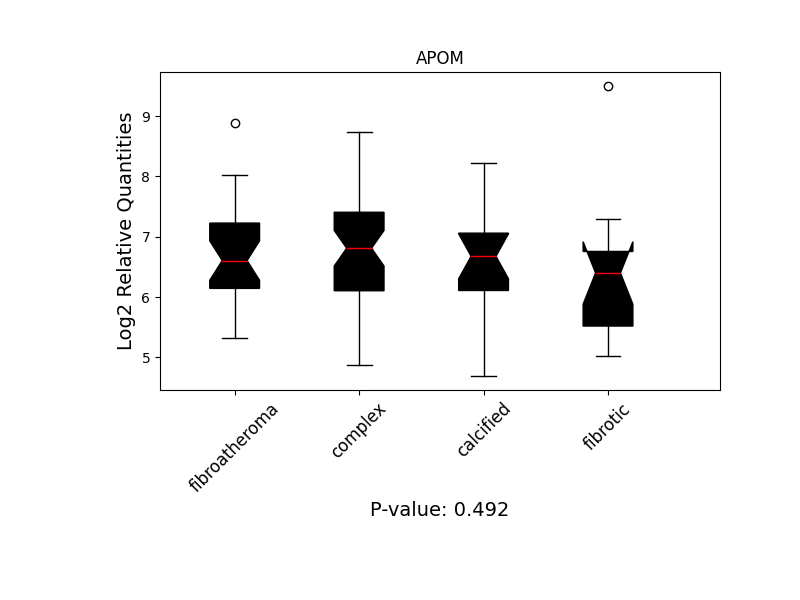 APOM
Log2 Relative Quantities
9
8
7
6
5
fibroatheroma
complex
calcified
fibrotic
P-value: 0.492